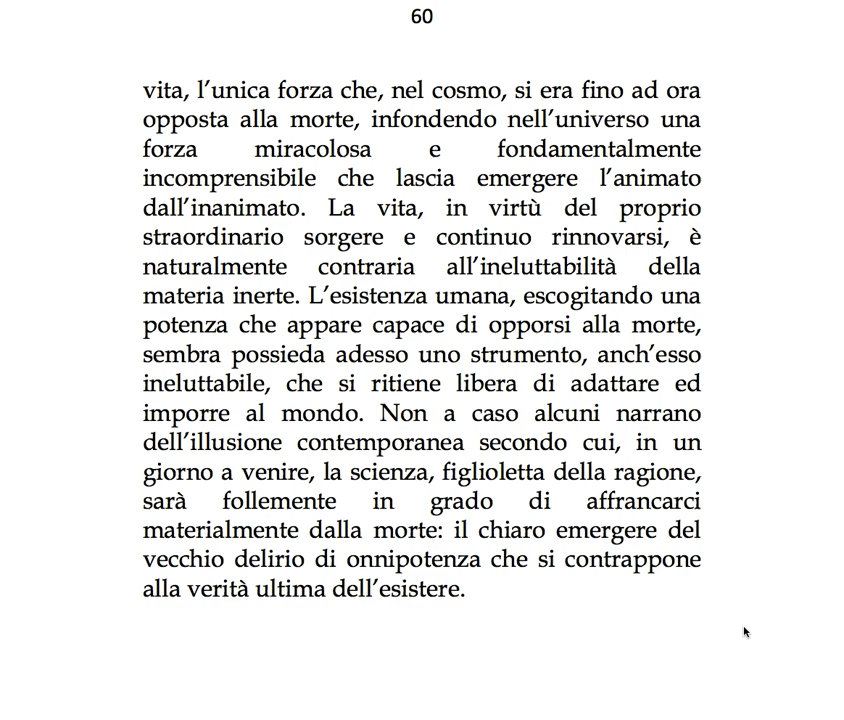 60
vita, l’unica forza che, nel cosmo, si era fino ad ora
opposta alla morte, infondendo nell’universo una
forza miracolosa e fondamentalmente
incomprensibile che lascia emergere l’animato
dall’inanimato. La vita, in virtù del proprio
straordinario sorgere e continuo rinnovarsi, è
naturalmente contraria all’ineluttabilità della
materia inerte. L’esistenza umana, escogitando una
potenza che appare capace di opporsi alla morte,
sembra possieda adesso uno strumento, anch’esso
ineluttabile, che si ritiene libera di adattare ed
imporre al mondo. Non a caso alcuni narrano
dell’illusione contemporanea secondo cui, in un
giorno a venire, la scienza, figlioletta della ragione,
sarà follemente in grado di affrancarci
materialmente dalla morte: il chiaro emergere del
vecchio delirio di onnipotenza che si contrappone
alla verità ultima dell’esistere.